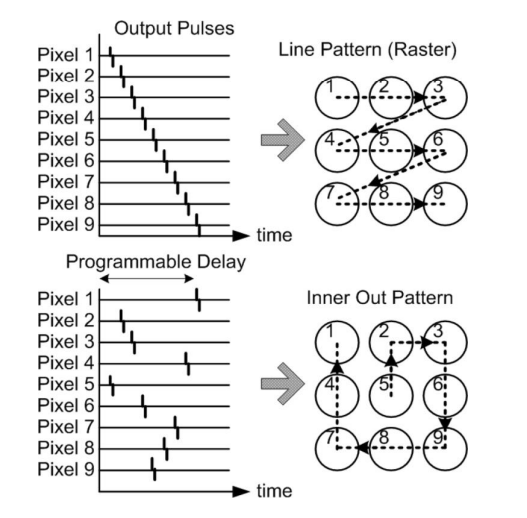 Output Pulses
Pixel 1
Pixel 2
Pixel 3
Pixel 4
Pixel 5
Pixel 6
Pixel 7
Pixel 8
Pixel 9
time
Line Pattern (Raster)
1 2 3
4 5 6
7 8 9
Programmable Delay
Pixel 1
Pixel 2
Pixel 3
Pixel 4
Pixel 5
Pixel 6
Pixel 7
Pixel 8
Pixel 9
time
Inner Out Pattern
1 2 3
4 5 6
7 8 9